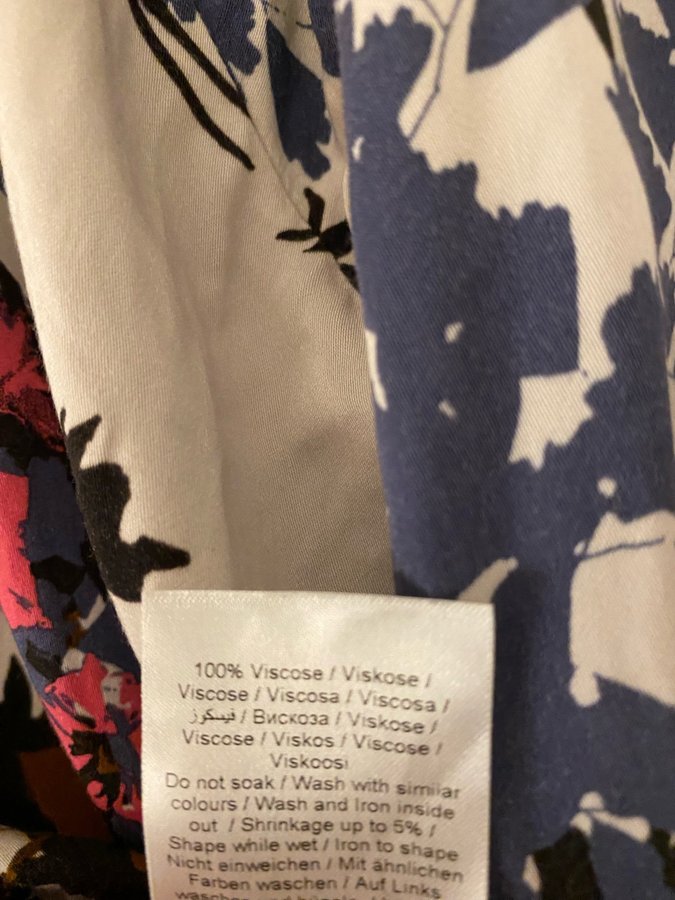 100% Viscose / Viskose /
Viscose / Viscosa / Viscosa /
فيسكوز / Вискоза / Viskose /
Viscose / Viskos / Viscose /
Viskoosi
Do not soak / Wash with similar
colours / Wash and Iron inside
out / Shrinkage up to 5% /
Shape while wet / Iron to shape
Nicht einweichen / Mit ähnlichen
Farben waschen / Auf Links
waschen und